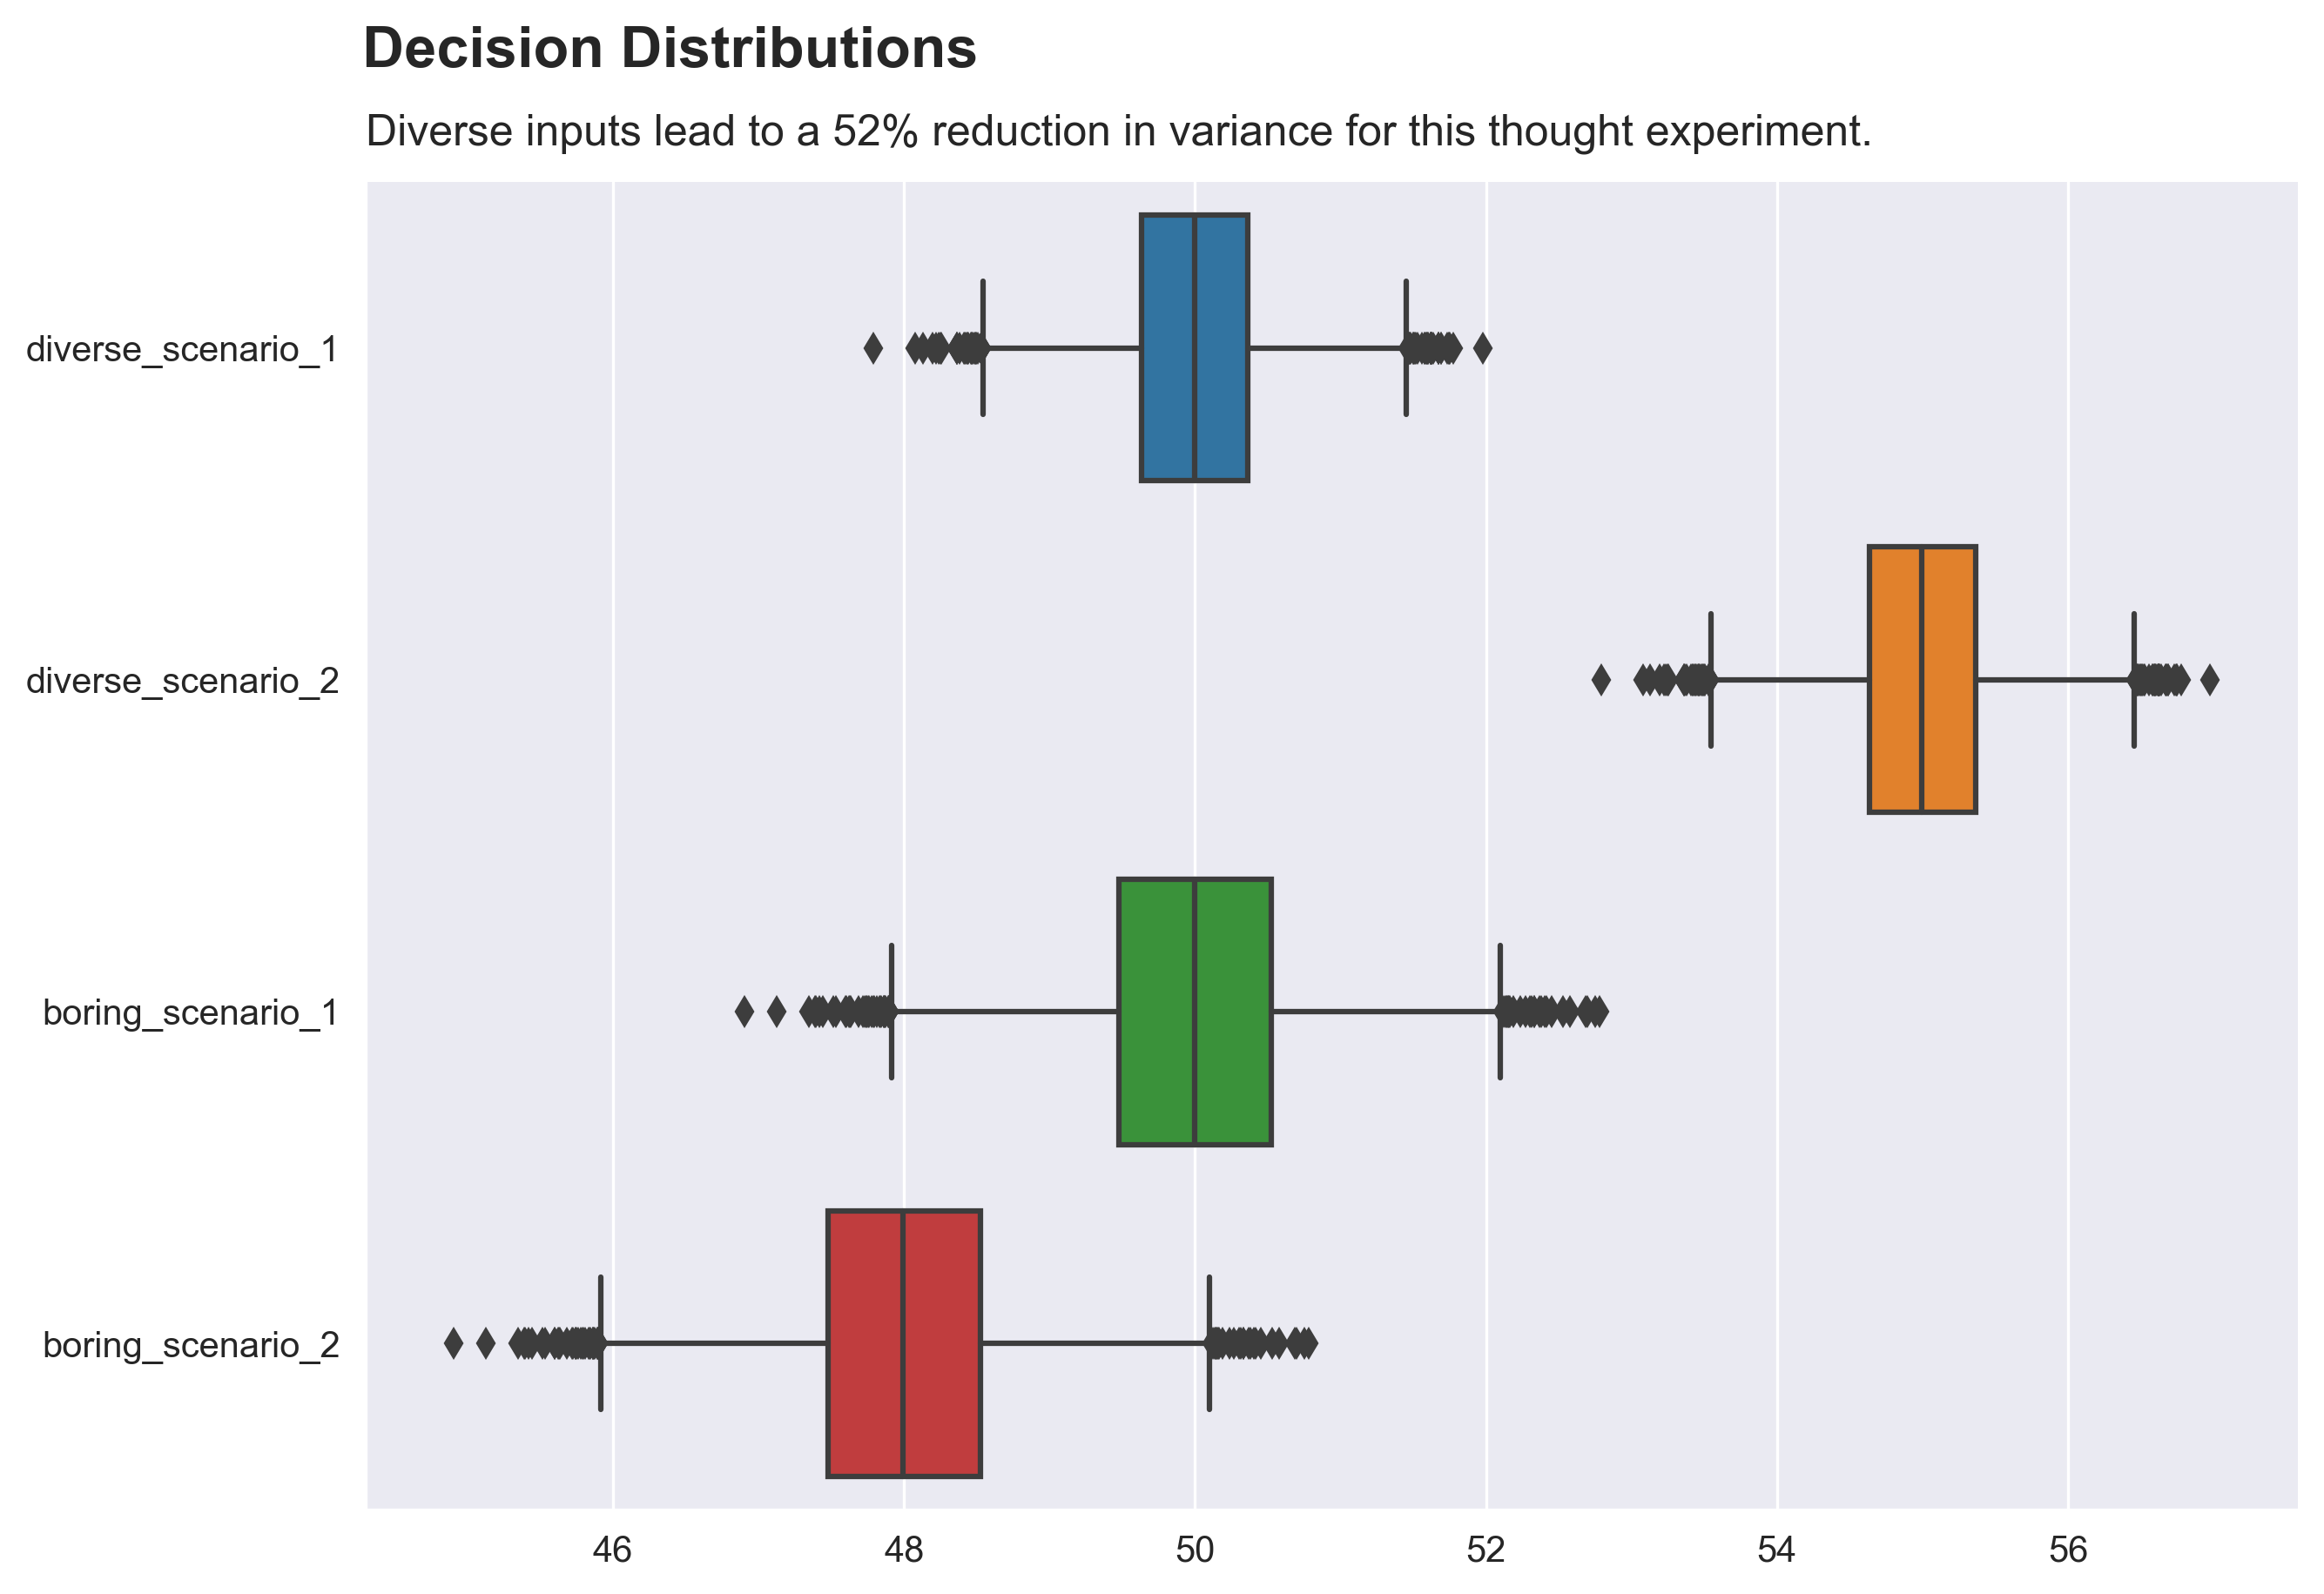 Decision Distributions
Diverse inputs lead to a 52% reduction in variance for this thought experiment.
diverse_scenario_1
diverse_scenario_2
boring_scenario_1
boring_scenario_2
46 48 50 52 54 56